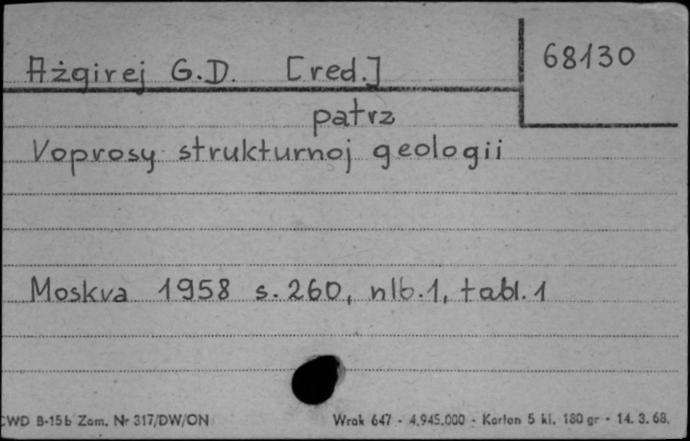 Ażgirej G.D. [red.]
68130
patrz
Voprosy strukturnoj geologii
Moskva 1958 s. 260, nlb. 1, tabl. 1
CWD B-15b Zam. Nr 317/DW/ON
Wrak 647 - 4.945.000 - Karton 5 kl. 180 gr - 14. 3. 68.